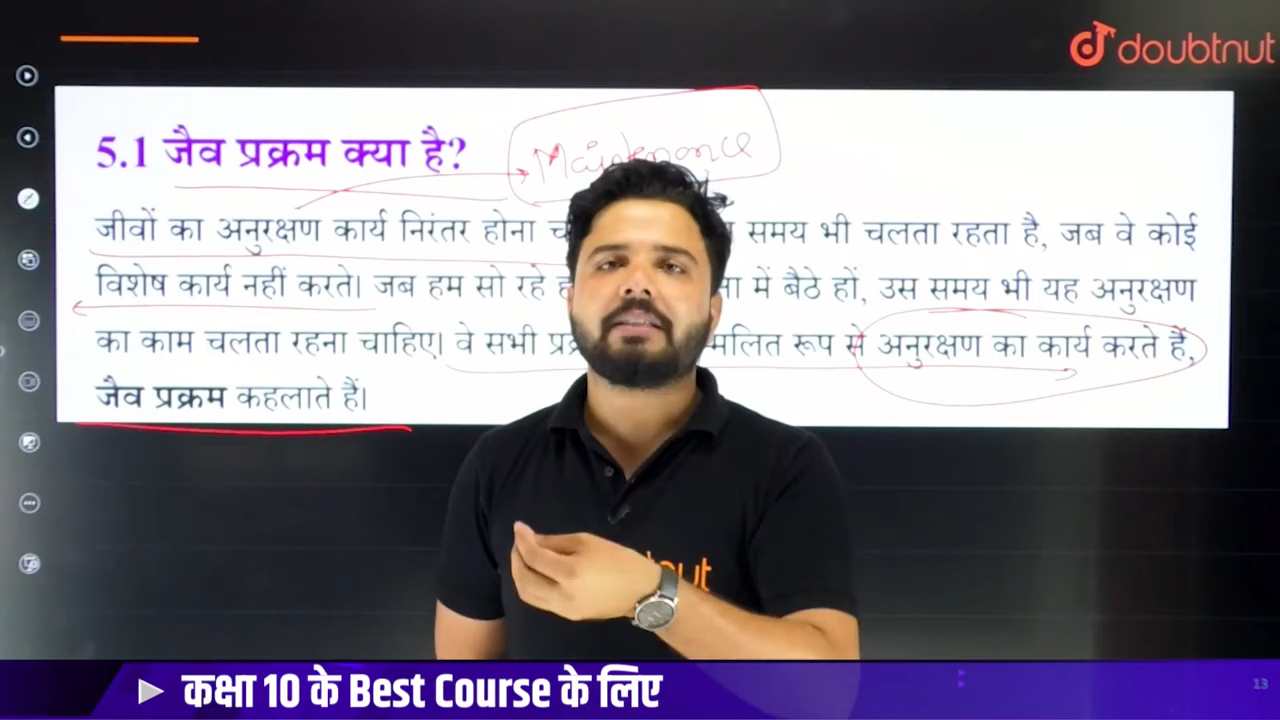 doubtnut
5.1 जैव प्रक्रम क्या है?
Maintenance
जीवों का अनुरक्षण कार्य निरंतर होना समय भी चलता रहता है, जब वे कोई
विशेष कार्य नहीं करते। जब हम सो रहे में बैठे हों, उस समय भी यह अनुरक्षण
का काम चलता रहना चाहिए। वे सभी रूप से अनुरक्षण का कार्य करते हैं,
जैव प्रक्रम कहलाते हैं।
कक्षा 10 के Best Course के लिए
13